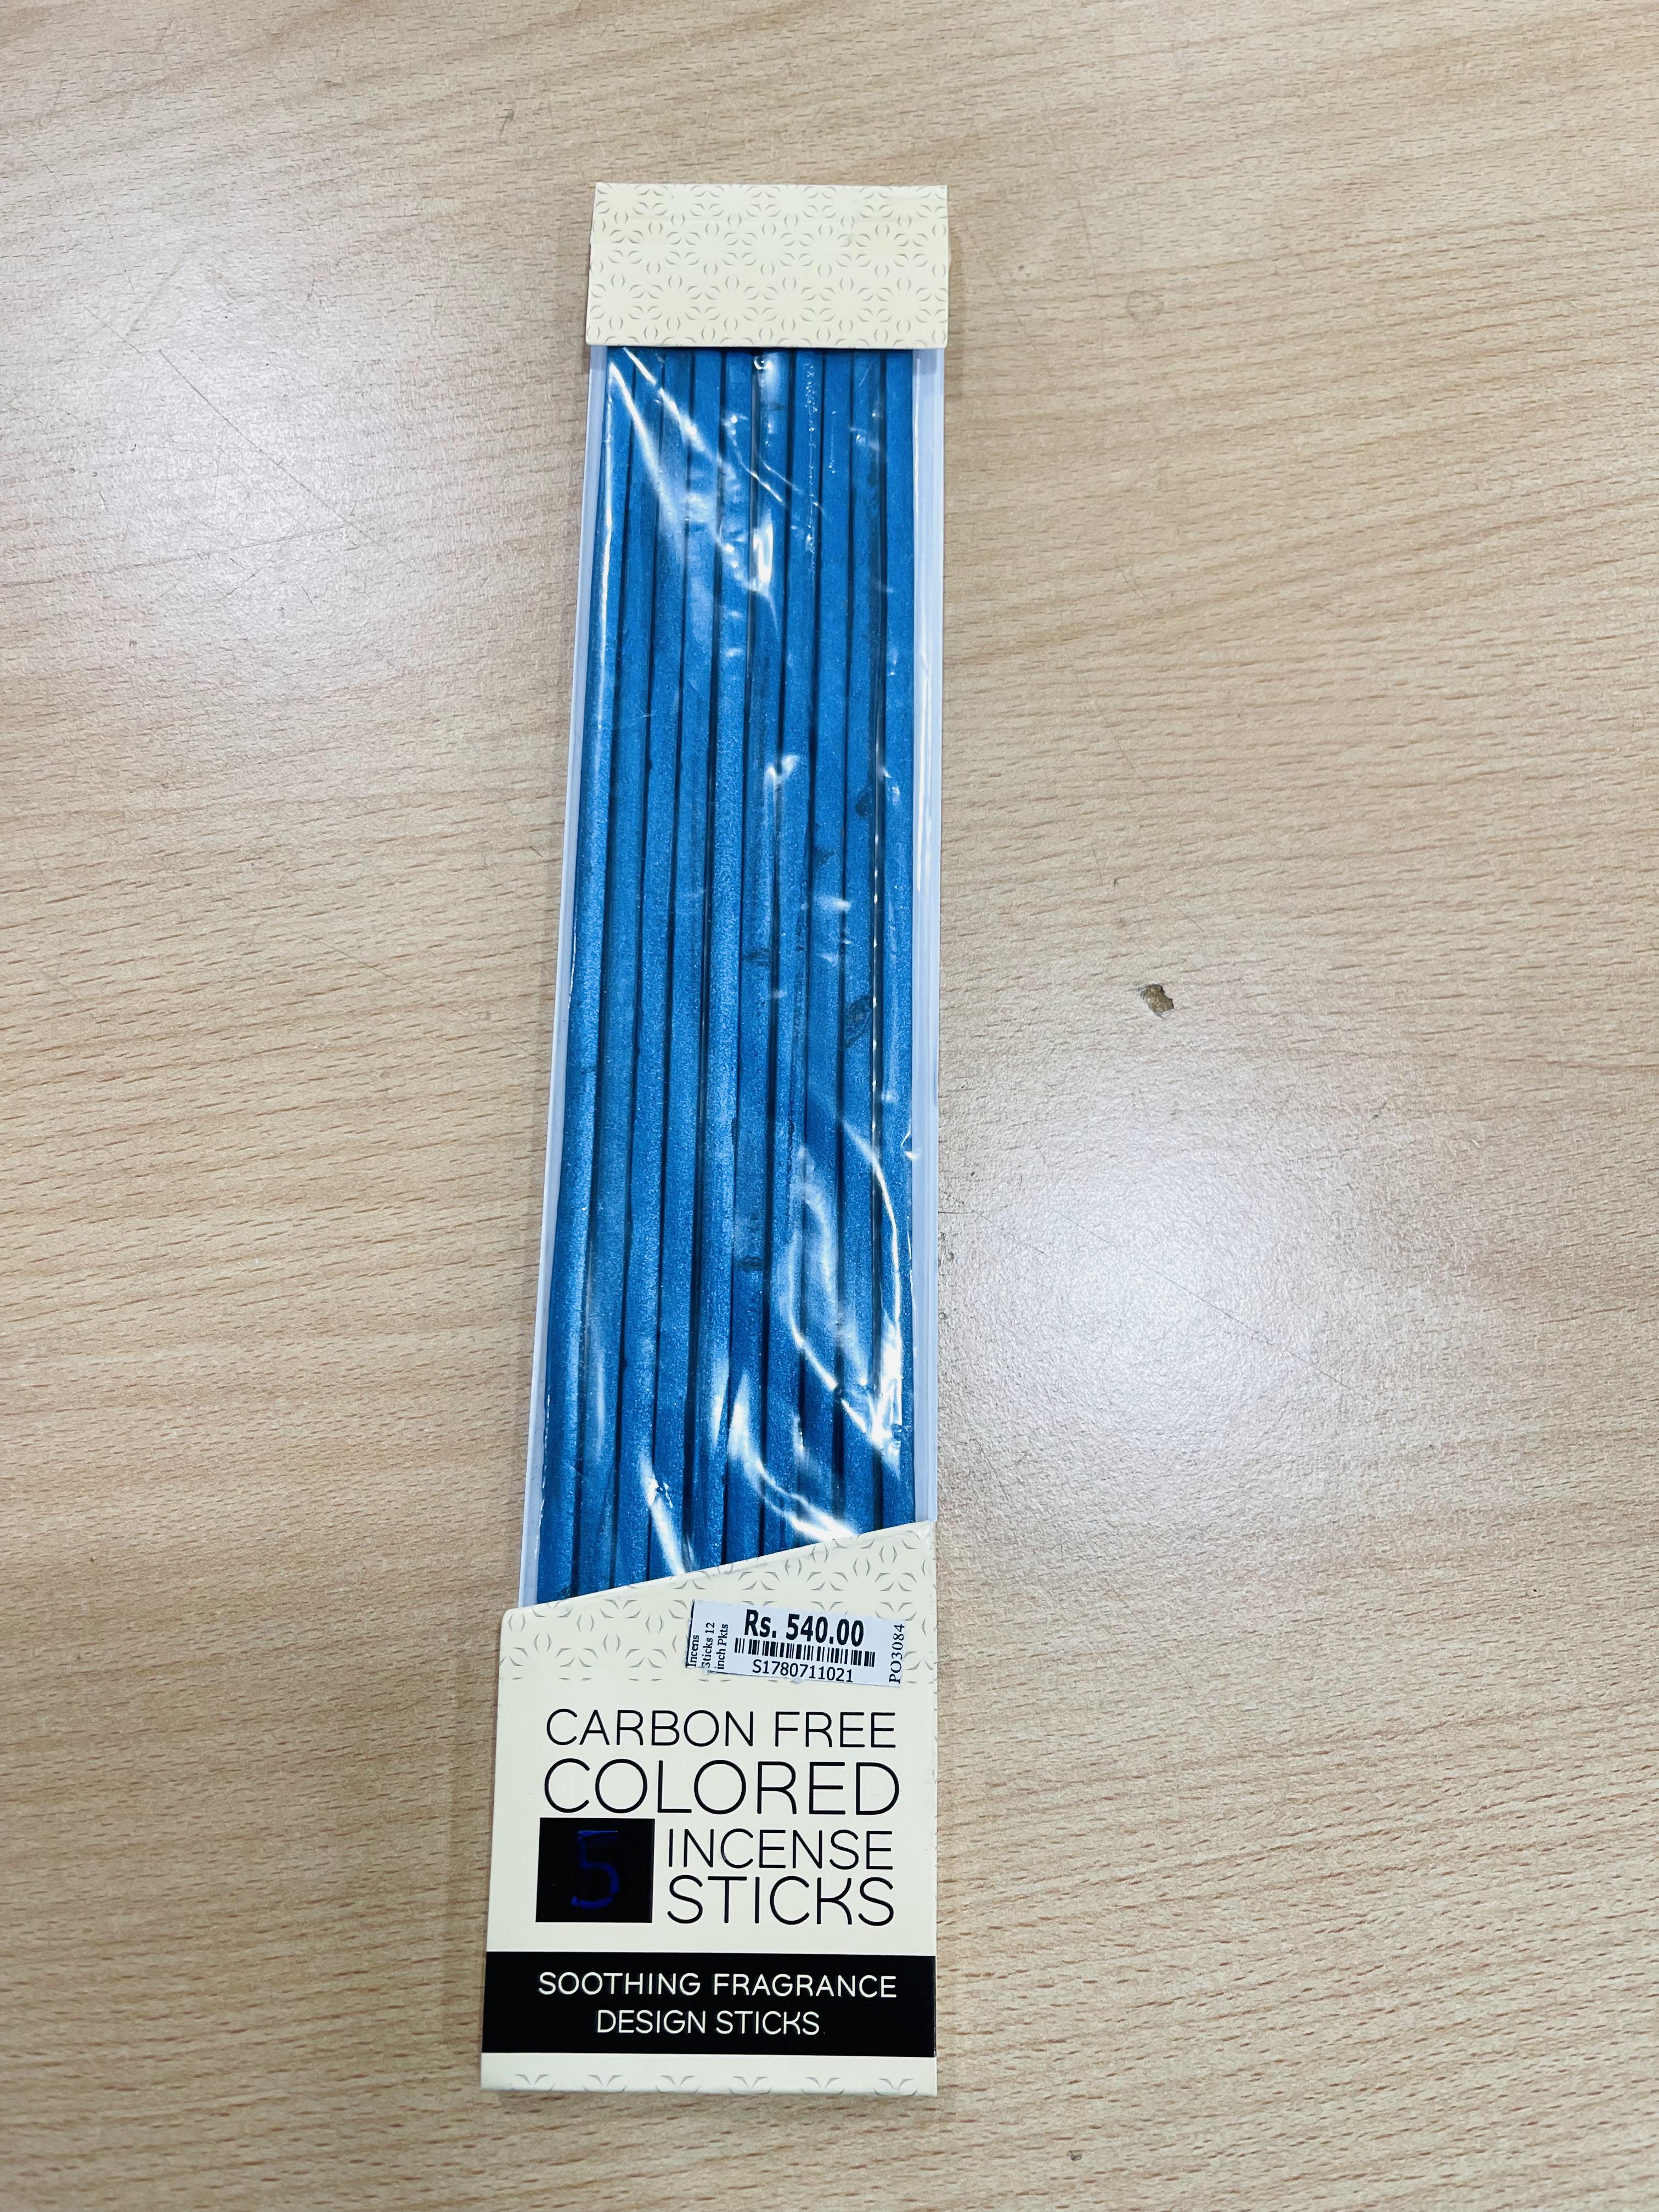 Incens
Sticks 12
inch Pkts
Rs. 540.00
S1780711021
PO3084
CARBON FREE
COLORED
5 INCENSE
STICKS
SOOTHING FRAGRANCE
DESIGN STICKS